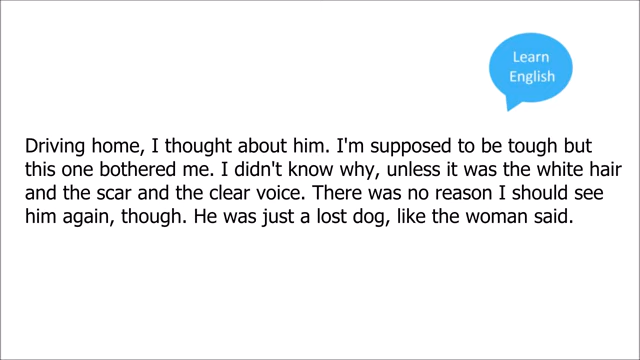 Learn
English
Driving home, I thought about him. I'm supposed to be tough but
this one bothered me. I didn't know why, unless it was the white hair
and the scar and the clear voice. There was no reason I should see
him again, though. He was just a lost dog, like the woman said.